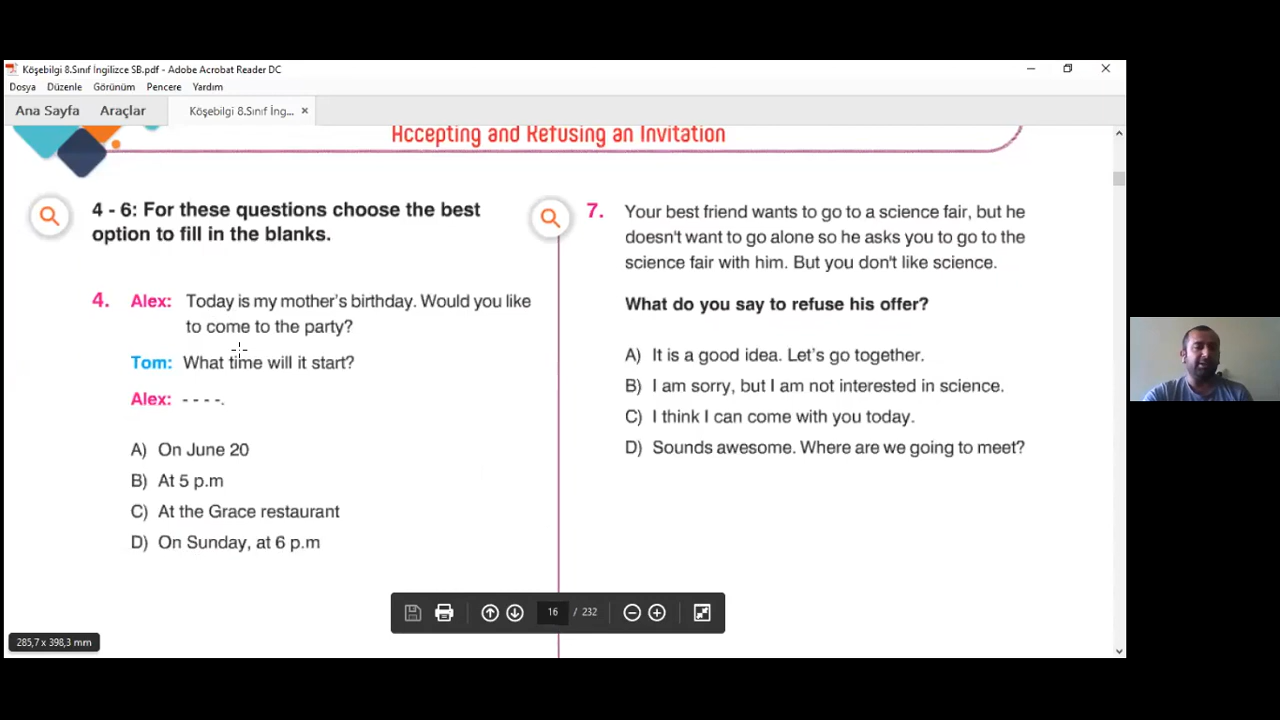 Köşebilgi 8.Sınıf İngilizce SB.pdf - Adobe Acrobat Reader DC
Dosya Düzenle Görünüm Pencere Yardım
Ana Sayfa Araçlar Köşebilgi 8.Sınıf İng...
Accepting and Refusing an Invitation
4 - 6: For these questions choose the best
option to fill in the blanks.
4. Alex: Today is my mother's birthday. Would you like
to come to the party?
Tom: What time will it start?
Alex: - - - -.
A) On June 20
B) At 5 p.m
C) At the Grace restaurant
D) On Sunday, at 6 p.m
7. Your best friend wants to go to a science fair, but he
doesn't want to go alone so he asks you to go to the
science fair with him. But you don't like science.
What do you say to refuse his offer?
A) It is a good idea. Let's go together.
B) I am sorry, but I am not interested in science.
C) I think I can come with you today.
D) Sounds awesome. Where are we going to meet?
16 / 232
285,7 x 398,3 mm